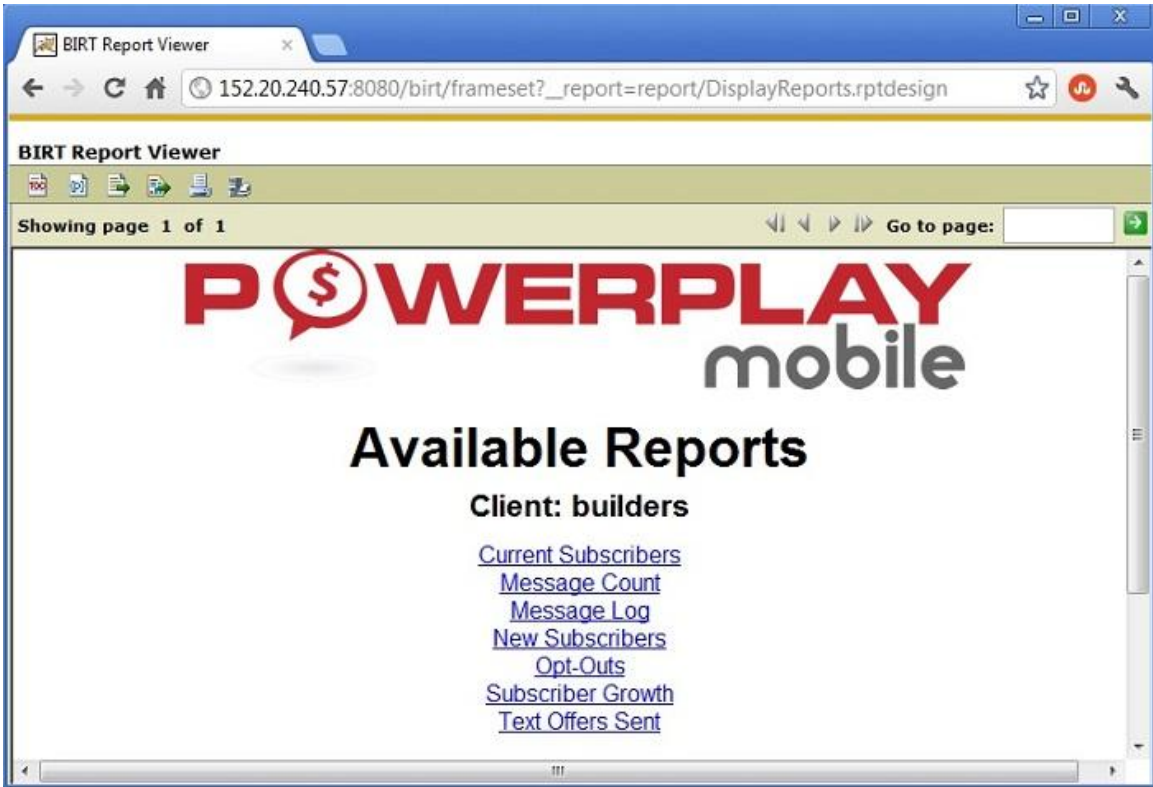 BIRT Report Viewer
152.20.240.57:8080/birt/frameset?__report=report/DisplayReports.rptdesign
BIRT Report Viewer
TOC
Showing page 1 of 1 Go to page:
POWERPLAY
mobile
Available Reports
Client: builders
Current Subscribers
Message Count
Message Log
New Subscribers
Opt-Outs
Subscriber Growth
Text Offers Sent